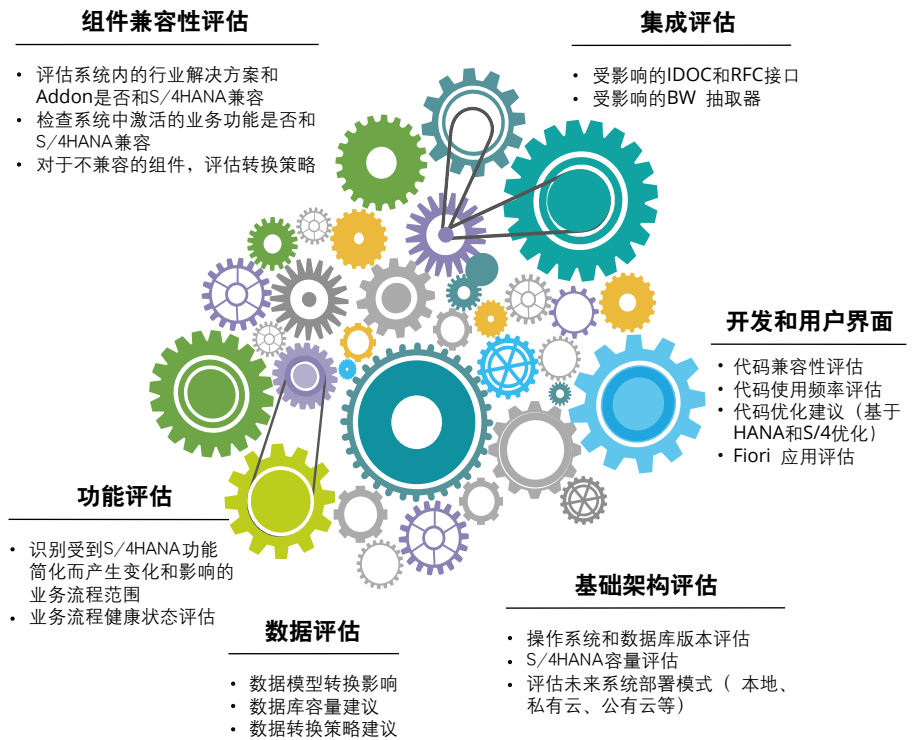 组件兼容性评估
• 评估系统内的行业解决方案和
Addon是否和S/4HANA兼容
• 检查系统中激活的业务功能是否和
S/4HANA兼容
• 对于不兼容的组件，评估转换策略
集成评估
• 受影响的IDOC和RFC接口
• 受影响的BW 抽取器
开发和用户界面
• 代码兼容性评估
• 代码使用频率评估
• 代码优化建议（基于
HANA和S/4优化）
• Fiori 应用评估
功能评估
• 识别受到S/4HANA功能
简化而产生变化和影响的
业务流程范围
• 业务流程健康状态评估
数据评估
• 数据模型转换影响
• 数据库容量建议
• 数据转换策略建议
基础架构评估
• 操作系统和数据库版本评估
• S/4HANA容量评估
• 评估未来系统部署模式（ 本地、
私有云、公有云等）